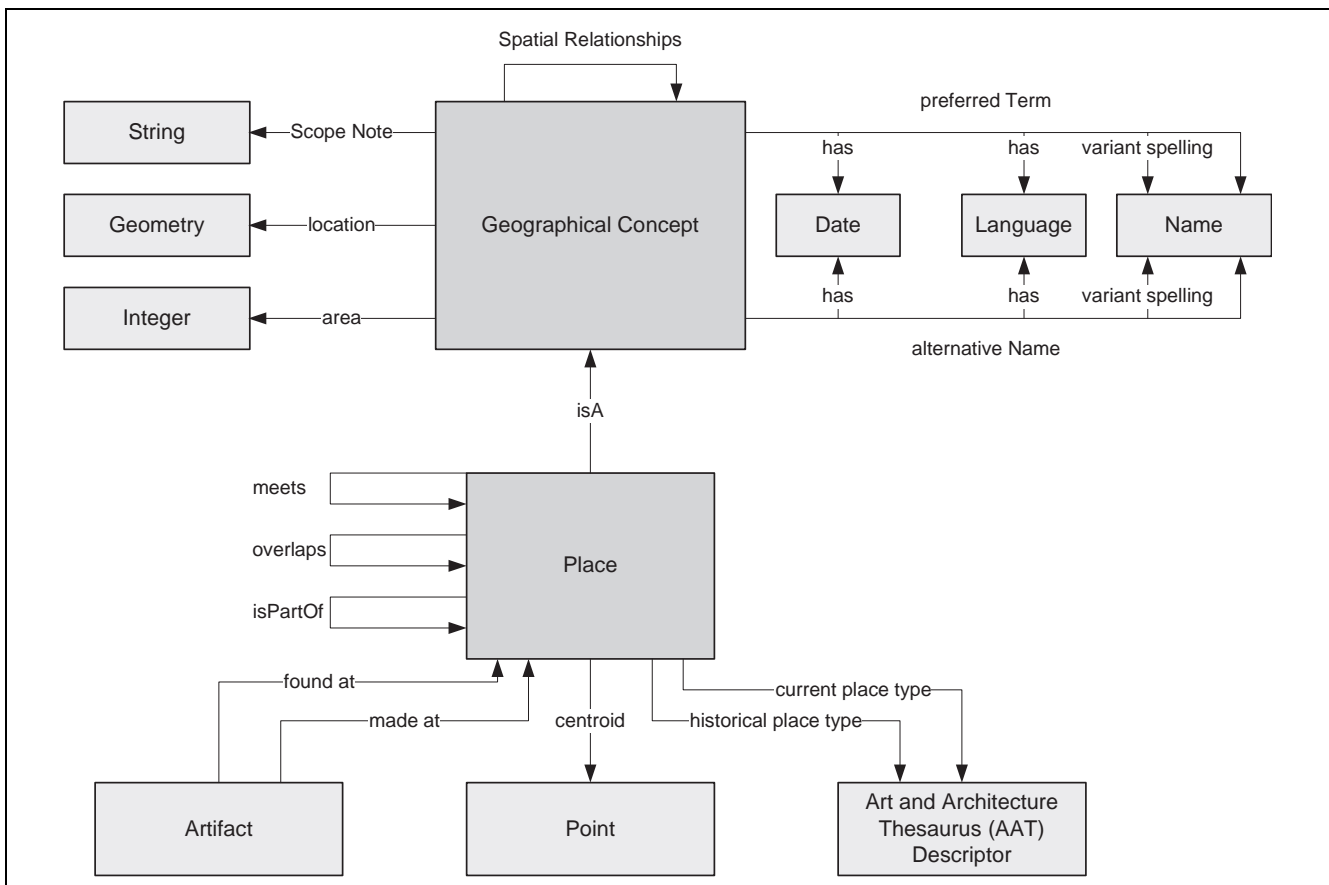 Spatial Relationships
preferred Term
String
Scope Note
has
has
variant spelling
Geometry
location
Geographical Concept
Date
Language
Name
Integer
area
has
has
variant spelling
alternative Name
isA
meets
overlaps
Place
isPartOf
found at
current place type
made at
centroid
historical place type
Artifact
Point
Art and Architecture
Thesaurus (AAT)
Descriptor